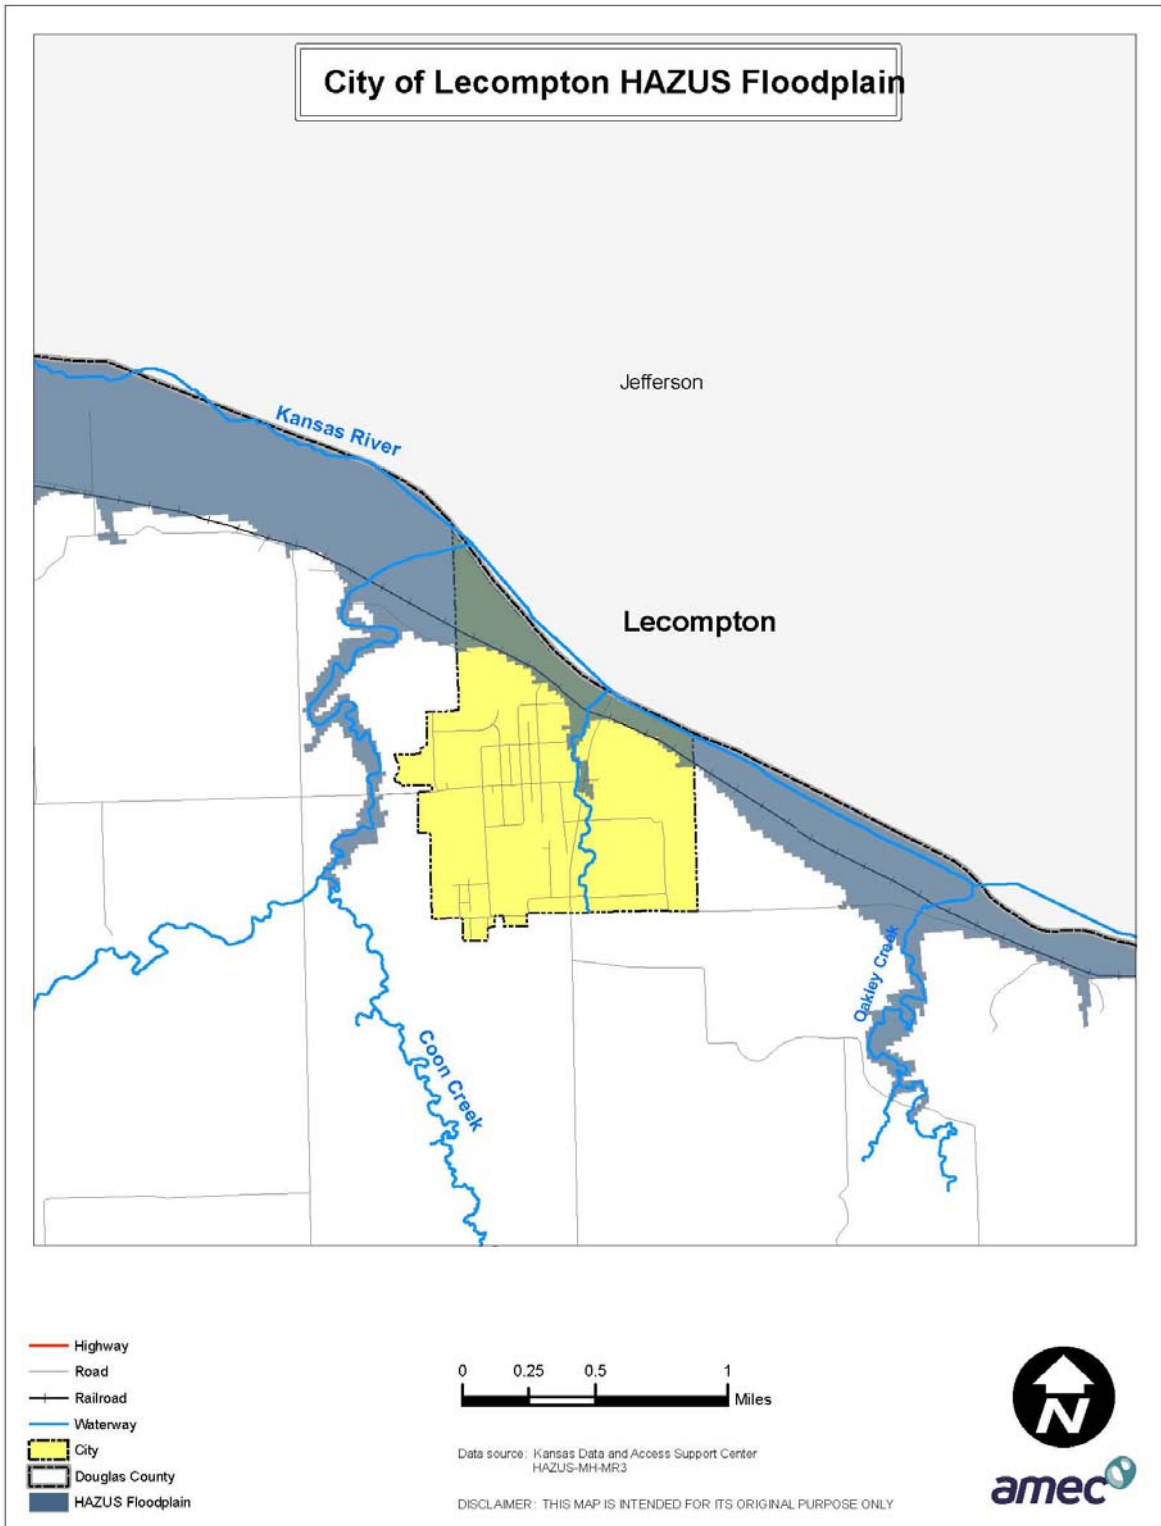 City of Lecompton HAZUS Floodplain
Jefferson
Kansas River
Lecompton
Oakley Creek
Coon Creek
Highway
Road
Railroad
Waterway
City
Douglas County
HAZUS Floodplain
0 0.25 0.5 1
Miles
Data source: Kansas Data and Access Support Center
HAZUS-MH-MR3
DISCLAIMER: THIS MAP IS INTENDED FOR ITS ORIGINAL PURPOSE ONLY
N
amec